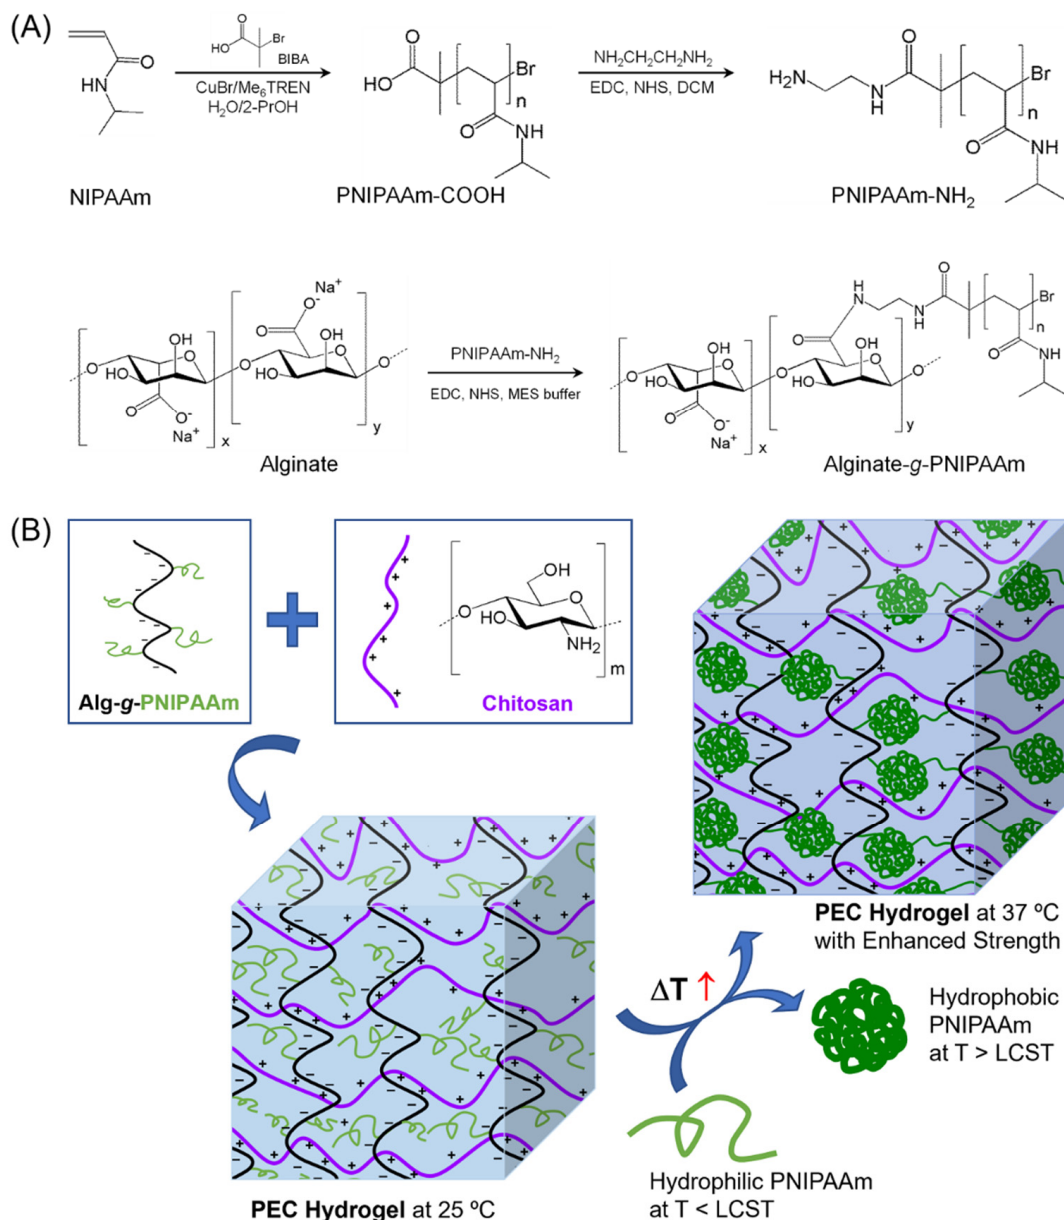 (A)
O
HO
Br
BIBA
CuBr/Me6TREN
H2O/2-PrOH
O
N
H
NIPAAm
O
HO
Br
n
O
NH
PNIPAAm-COOH
NH2CH2CH2NH2
EDC, NHS, DCM
H2N
N
H
O
Br
n
O
NH
PNIPAAm-NH2
Na+
O-
O
OH
O
HO
O
O
O-
Na+
x
O
OH
O
HO
O
y
Alginate
PNIPAAm-NH2
EDC, NHS, MES buffer
H
N
N
H
O
Br
n
O
NH
O
OH
O
HO
O
O
O-
Na+
x
O
OH
O
HO
O
y
Alginate-g-PNIPAAm
(B)
Alg-g-PNIPAAm
OH
O
O
HO
NH2
m
Chitosan
PEC Hydrogel at 37 ºC
with Enhanced Strength
ΔT ↑
Hydrophobic
PNIPAAm
at T > LCST
Hydrophilic PNIPAAm
at T < LCST
PEC Hydrogel at 25 ºC